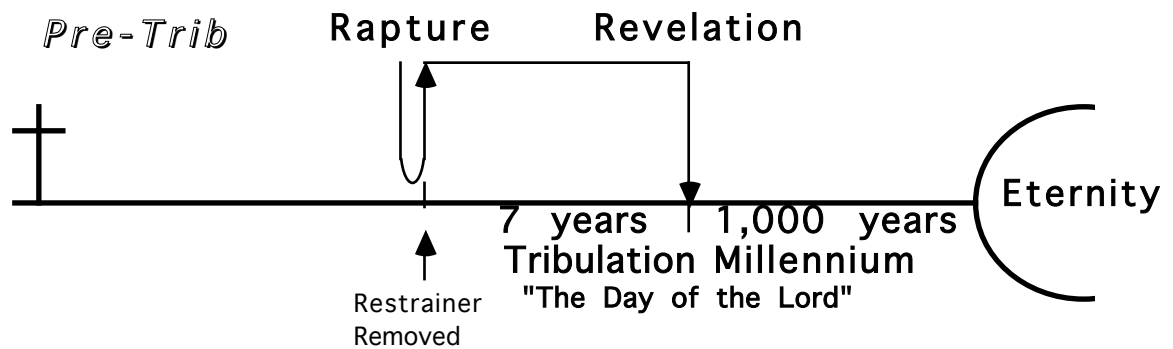 Pre-Trib
Rapture
Revelation
Eternity
7 years
1,000 years
Tribulation Millennium
"The Day of the Lord"
Restrainer
Removed